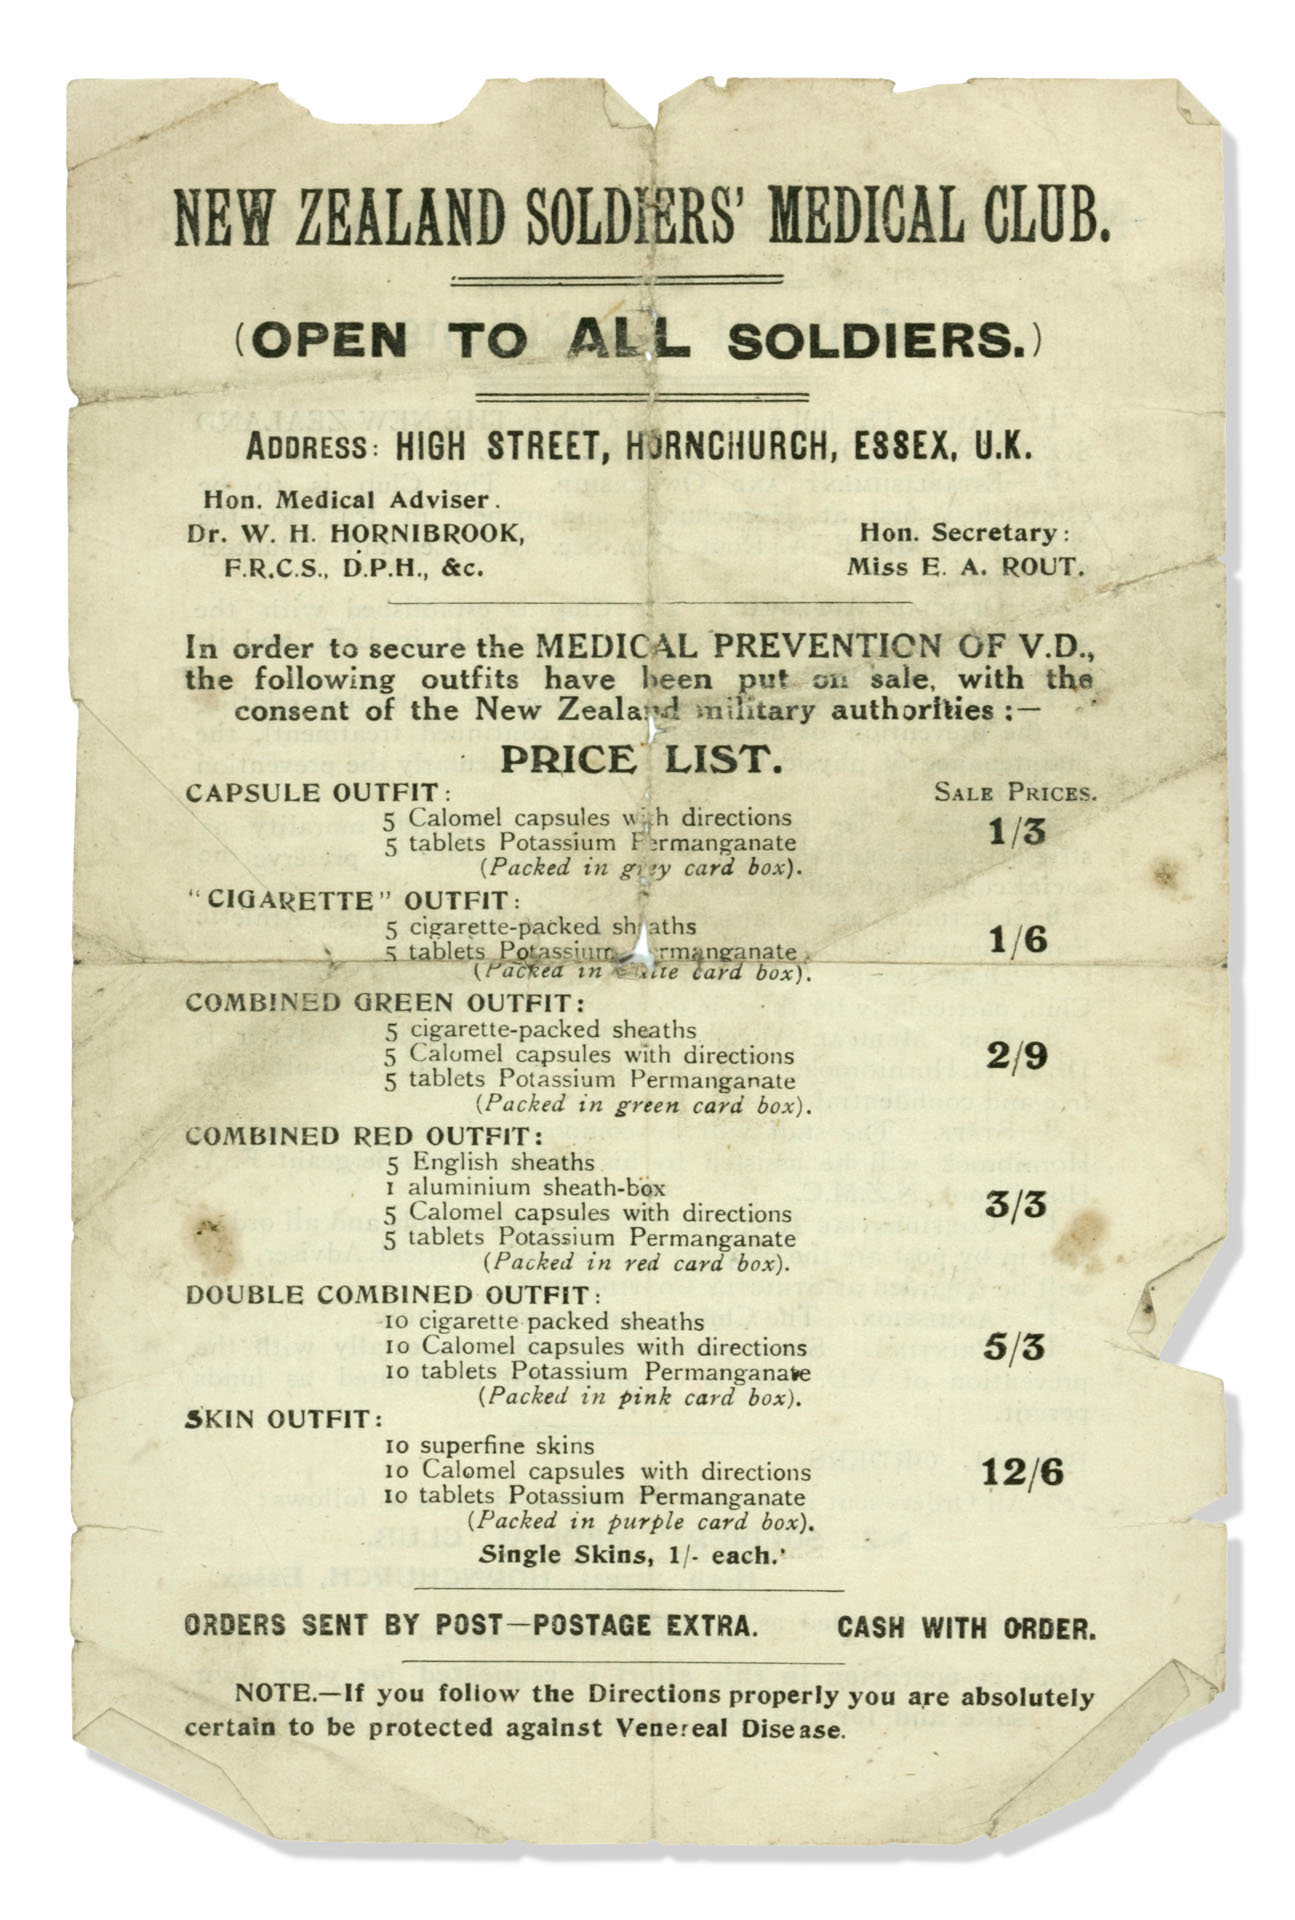 NEW ZEALAND SOLDIERS' MEDICAL CLUB.
(OPEN TO ALL SOLDIERS.)
ADDRESS: HIGH STREET, HORNCHURCH, ESSEX, U.K.
Hon. Medical Adviser.
Dr. W. H. HORNIBROOK,
F.R.C.S., D.P.H., &c.
Hon. Secretary:
Miss E. A. ROUT.
In order to secure the MEDICAL PREVENTION OF V.D.,
the following outfits have been put on sale, with the
consent of the New Zealand military authorities:—
PRICE LIST.
CAPSULE OUTFIT: SALE PRICES.
5 Calomel capsules with directions
5 tablets Potassium Permanganate
1/3
(Packed in grey card box).
"CIGARETTE" OUTFIT:
5 cigarette-packed sheaths
5 tablets Potassium Permanganate
1/6
(Packed in card box).
COMBINED GREEN OUTFIT:
5 cigarette-packed sheaths
5 Calomel capsules with directions
2/9
5 tablets Potassium Permanganate
(Packed in green card box).
COMBINED RED OUTFIT:
5 English sheaths
1 aluminium sheath-box
5 Calomel capsules with directions
3/3
5 tablets Potassium Permanganate
(Packed in red card box).
DOUBLE COMBINED OUTFIT:
10 cigarette packed sheaths
10 Calomel capsules with directions
5/3
10 tablets Potassium Permanganate
(Packed in pink card box).
SKIN OUTFIT:
10 superfine skins
10 Calomel capsules with directions
12/6
10 tablets Potassium Permanganate
(Packed in purple card box).
Single Skins, 1/- each.
ORDERS SENT BY POST—POSTAGE EXTRA. CASH WITH ORDER.
NOTE.—If you follow the Directions properly you are absolutely
certain to be protected against Venereal Disease.